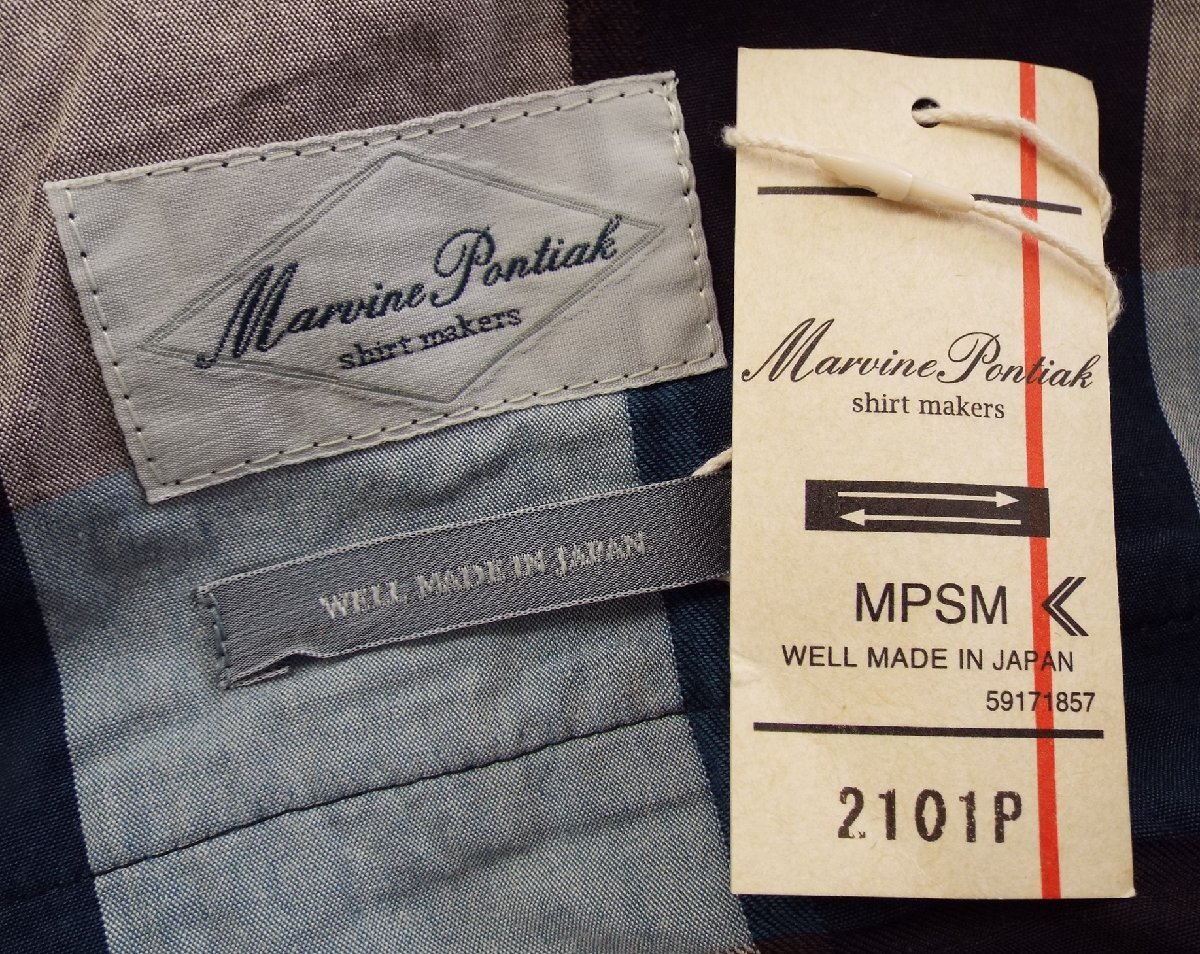 Marvine Pontiak
shirt makers
WELL MADE IN JAPAN
Marvine Pontiak
shirt makers
MPSM
WELL MADE IN JAPAN
59171857
2101P